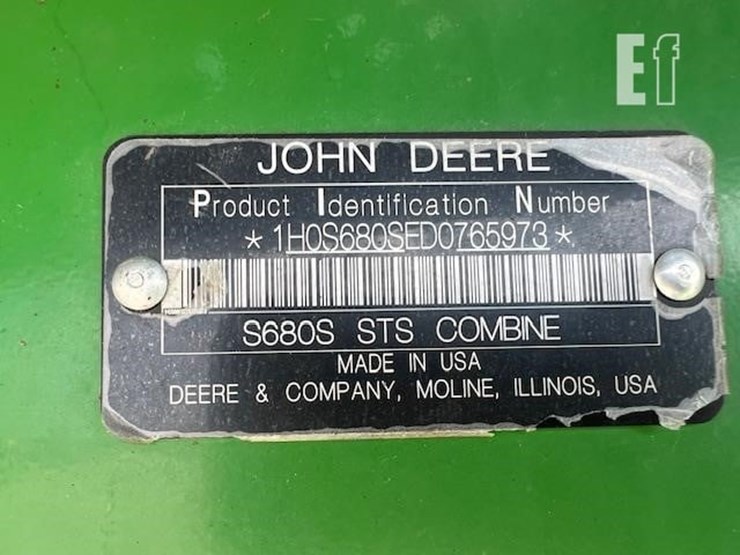 Ef
JOHN DEERE
Product Identification Number
*1H0S680SED0765973*
S680S STS COMBINE
MADE IN USA
DEERE & COMPANY, MOLINE, ILLINOIS, USA